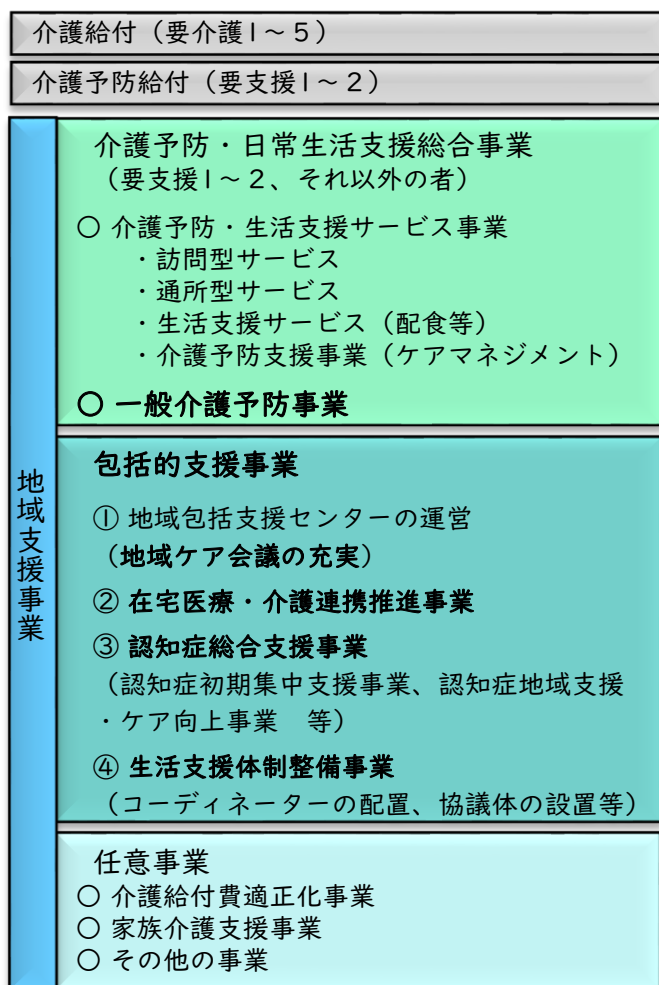 介護給付（要介護1～5）
介護予防給付（要支援1～2）
地域支援事業
介護予防・日常生活支援総合事業
（要支援1～2、それ以外の者）
○ 介護予防・生活支援サービス事業
・訪問型サービス
・通所型サービス
・生活支援サービス（配食等）
・介護予防支援事業（ケアマネジメント）
○ 一般介護予防事業
包括的支援事業
① 地域包括支援センターの運営
（地域ケア会議の充実）
② 在宅医療・介護連携推進事業
③ 認知症総合支援事業
（認知症初期集中支援事業、認知症地域支援
・ケア向上事業　等）
④ 生活支援体制整備事業
（コーディネーターの配置、協議体の設置等）
任意事業
○ 介護給付費適正化事業
○ 家族介護支援事業
○ その他の事業